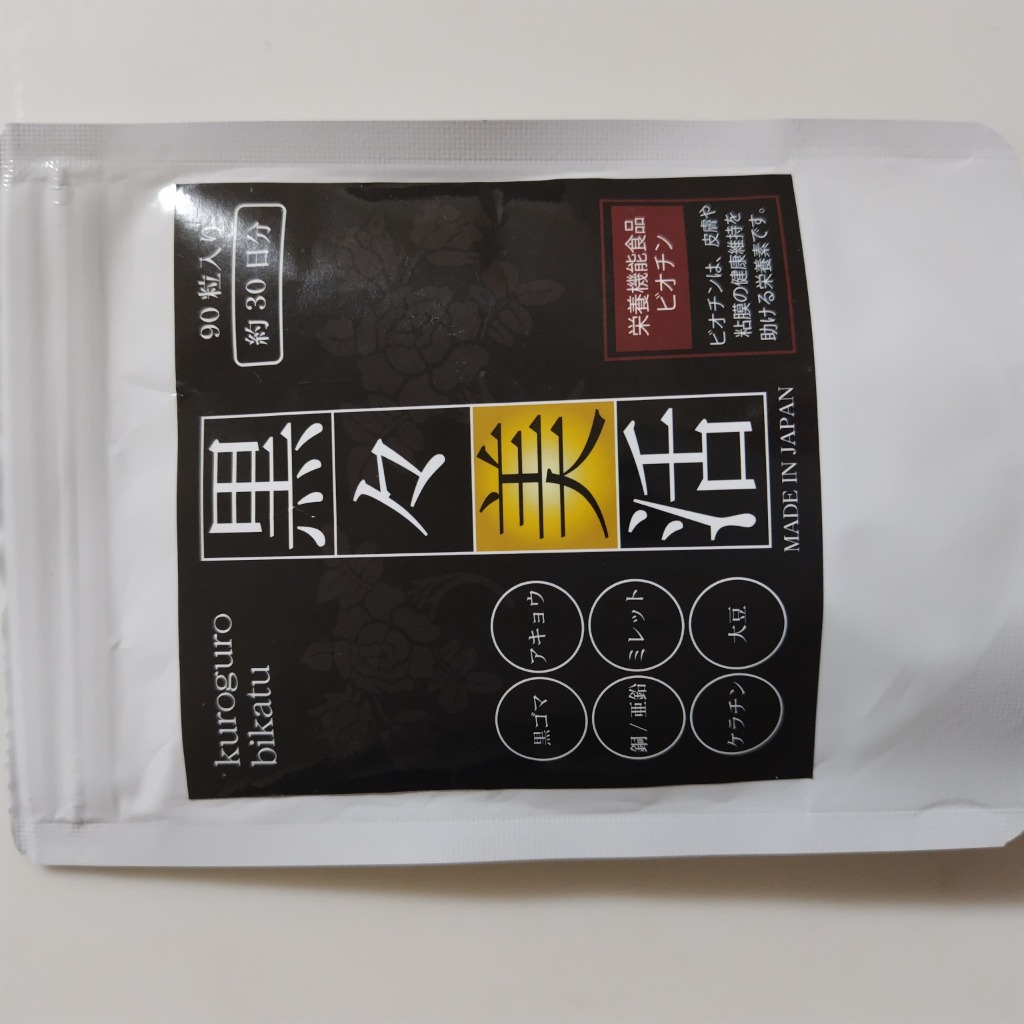 kuroguro
bikatu
90粒入り
約30日分
黒々美活
黒ゴマ
アキョウ
銅/亜鉛
ミレット
ケラチン
大豆
栄養機能食品
ビオチン
ビオチンは、皮膚や
粘膜の健康維持を
助ける栄養素です。
MADE IN JAPAN